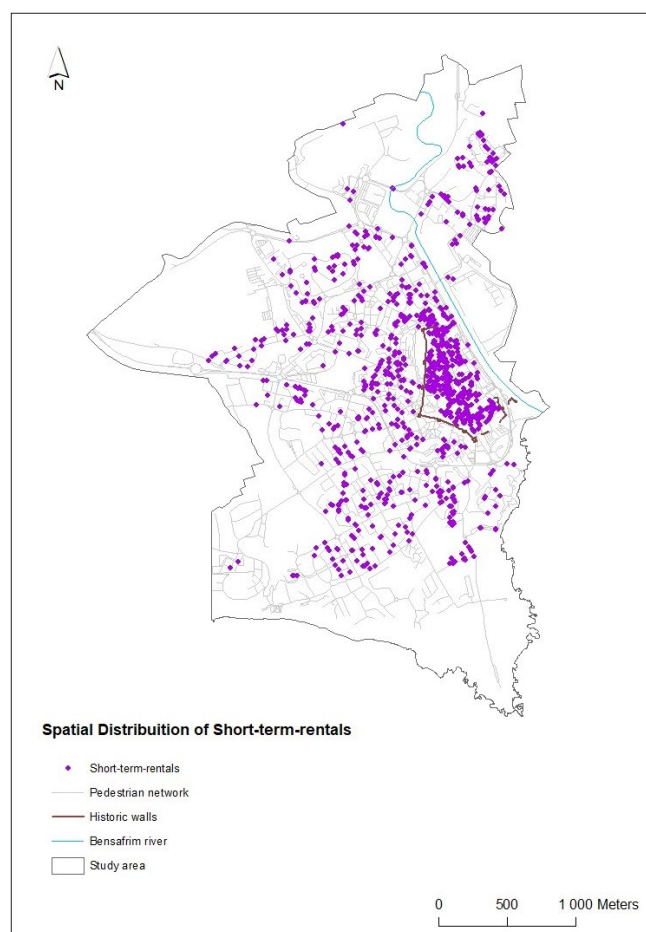 N
Spatial Distribuition of Short-term-rentals
Short-term-rentals
Pedestrian network
Historic walls
Bensafrim river
Study area
0 500 1 000 Meters